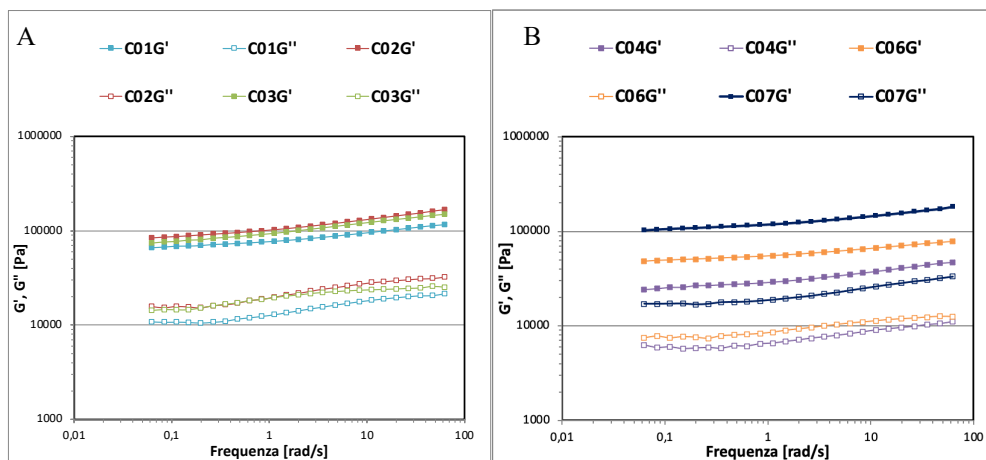 A
C01G' C01G'' C02G'
C02G'' C03G' C03G''
1000000
100000
10000
1000
G', G'' [Pa]
0,01 0,1 1 10 100
Frequenza [rad/s]
B
C04G' C04G'' C06G'
C06G'' C07G' C07G''
1000000
100000
10000
1000
G', G'' [Pa]
0,01 0,1 1 10 100
Frequenza [rad/s]